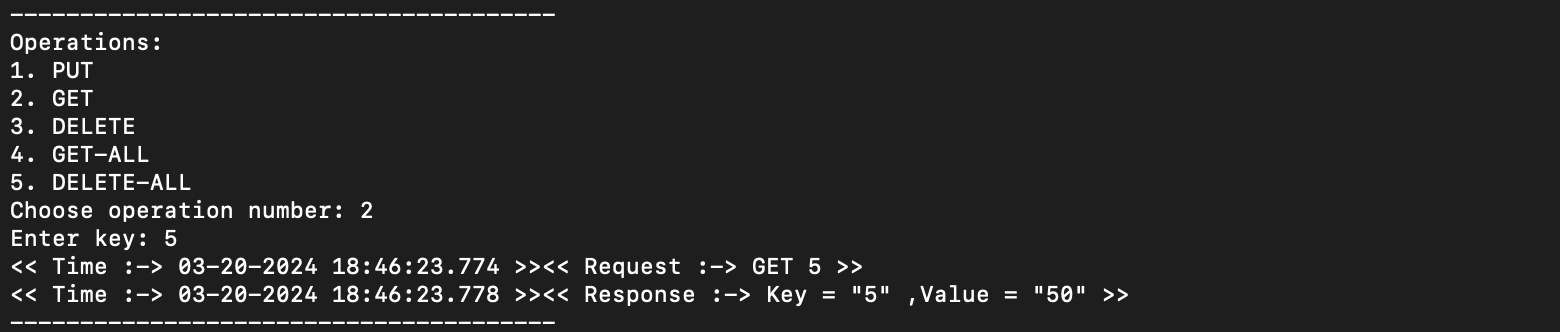 ---------------------------------------
Operations:
1. PUT
2. GET
3. DELETE
4. GET-ALL
5. DELETE-ALL
Choose operation number: 2
Enter key: 5
<< Time :-> 03-20-2024 18:46:23.774 >><< Request :-> GET 5 >>
<< Time :-> 03-20-2024 18:46:23.778 >><< Response :-> Key = "5" ,Value = "50" >>
---------------------------------------